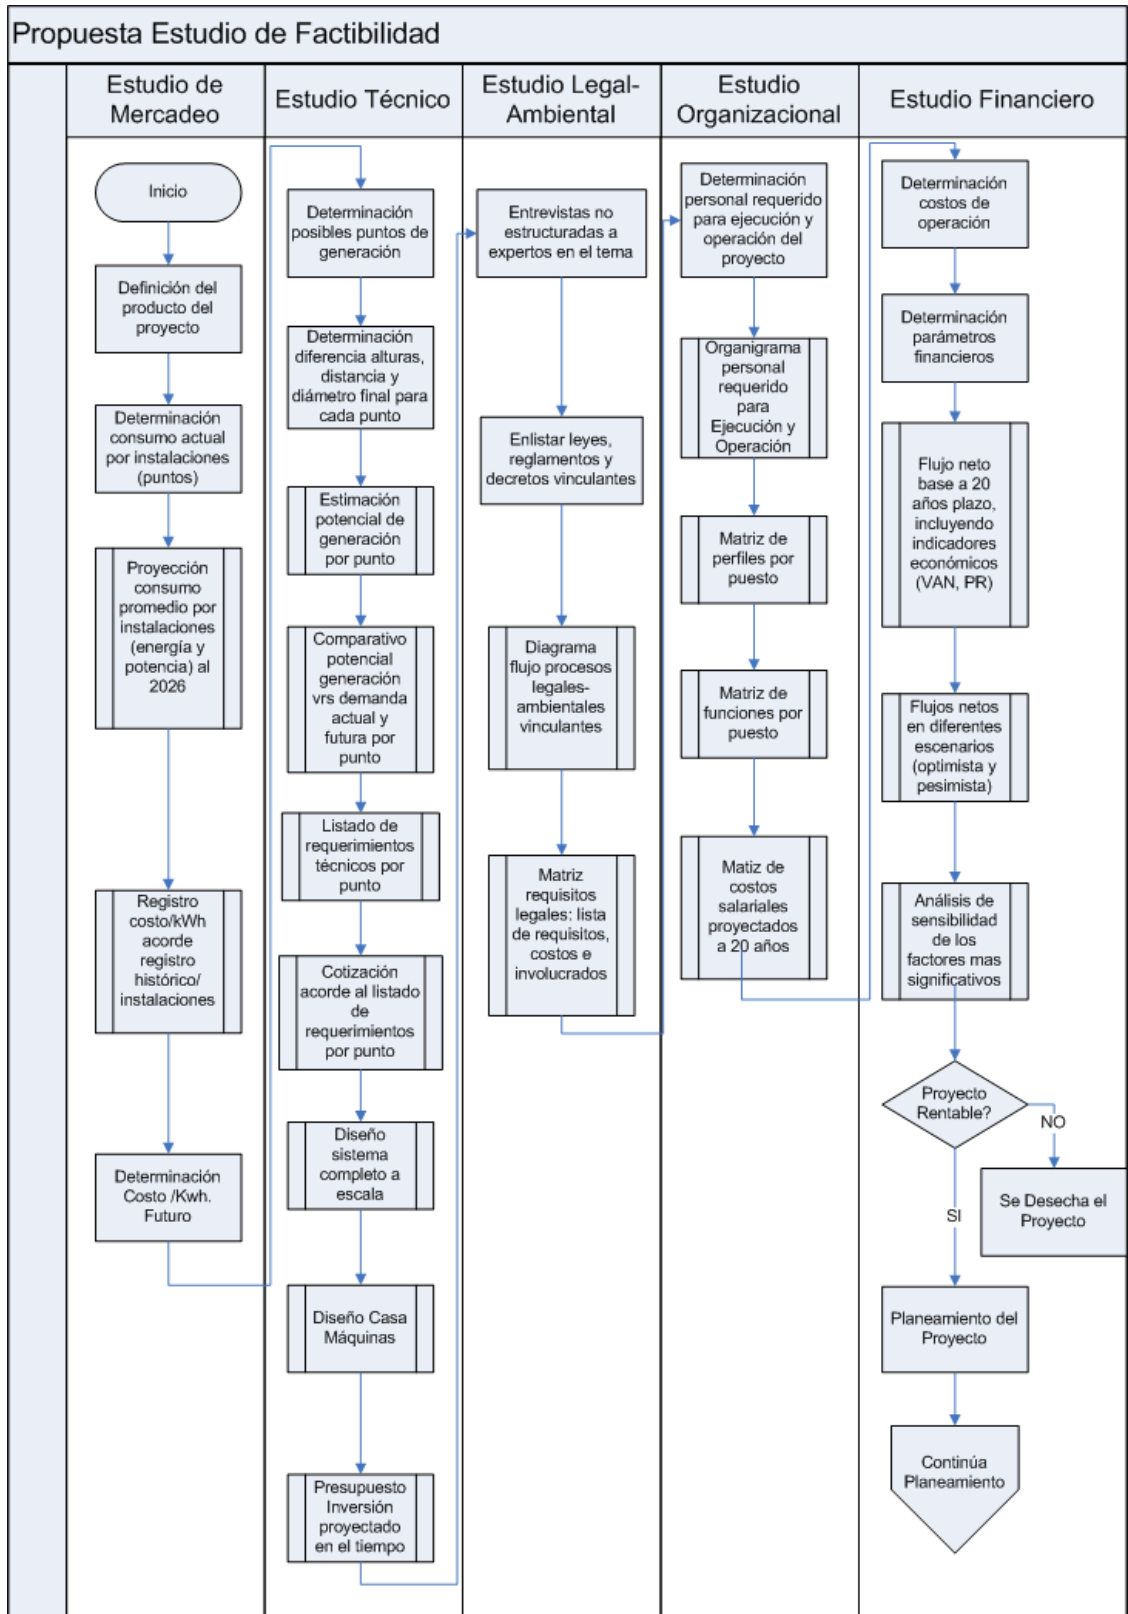 Propuesta Estudio de Factibilidad
Estudio de
Mercadeo
Estudio Técnico
Estudio Legal-
Ambiental
Estudio
Organizacional
Estudio Financiero
Inicio
Definición del
producto del
proyecto
Determinación
consumo actual
por instalaciones
(puntos)
Proyección
consumo
promedio por
instalaciones
(energía y
potencia) al
2026
Registro
costo/kWh
acorde
registro
histórico/
instalaciones
Determinación
Costo /Kwh.
Futuro
Determinación
posibles puntos de
generación
Determinación
diferencia alturas,
distancia y
diámetro final para
cada punto
Estimación
potencial de
generación
por punto
Comparativo
potencial
generación
vrs demanda
actual y
futura por
punto
Listado de
requerimientos
técnicos por
punto
Cotización
acorde al listado
de
requerimientos
por punto
Diseño
sistema
completo a
escala
Diseño Casa
Máquinas
Presupuesto
Inversión
proyectado
en el tiempo
Entrevistas no
estructuradas a
expertos en el tema
Enlistar leyes,
reglamentos y
decretos vinculantes
Diagrama
flujo procesos
legales-
ambientales
vinculantes
Matriz
requisitos
legales: lista
de requisitos,
costos e
involucrados
Determinación
personal requerido
para ejecución y
operación del
proyecto
Organigrama
personal
requerido
para
Ejecución y
Operación
Matriz de
perfiles por
puesto
Matriz de
funciones por
puesto
Matiz de
costos
salariales
proyectados
a 20 años
Determinación
costos de
operación
Determinación
parámetros
financieros
Flujo neto
base a 20
años plazo,
incluyendo
indicadores
económicos
(VAN, PR)
Flujos netos
en diferentes
escenarios
(optimista y
pesimista)
Análisis de
sensibilidad
de los
factores mas
significativos
Proyecto
Rentable?
NO
Se Desecha el
Proyecto
SI
Planeamiento del
Proyecto
Continúa
Planeamiento